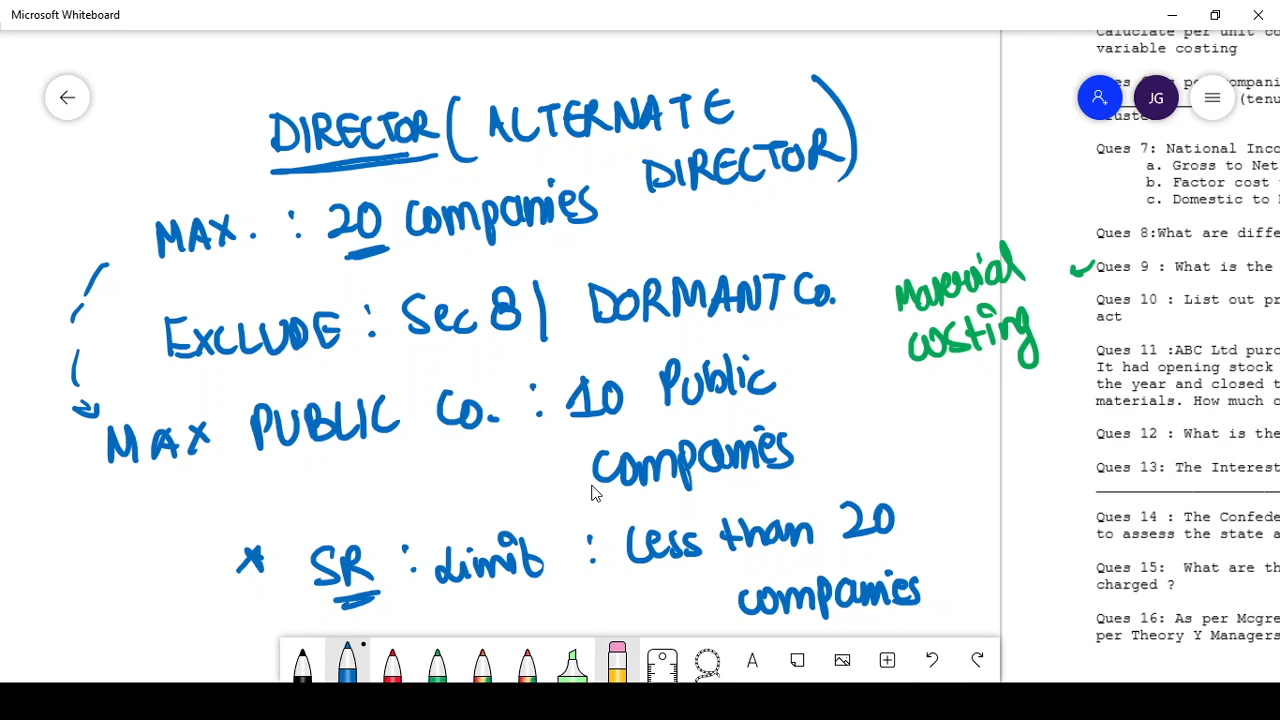 Microsoft Whiteboard
DIRECTOR (ALTERNATE
DIRECTOR)
MAX. : 20 companies
EXCLUDE : Sec 8 | DORMANT Co.
MAX PUBLIC Co. : 10 Public
companies
* SR : Limit : less than 20
companies
Material
costing
JG
Caluclate per unit co
variable costing
(tenu
Ques 7: National Inco
a. Gross to Net
b. Factor cost
c. Domestic to
Ques 8:What are diffe
Ques 9 : What is the
Ques 10 : List out pr
act
Ques 11 :ABC Ltd purc
It had opening stock
the year and closed t
materials. How much o
Ques 12 : What is the
Ques 13: The Interest
Ques 14 : The Confede
to assess the state a
Ques 15: What are th
charged ?
Ques 16: As per Mcgre
per Theory Y Managers